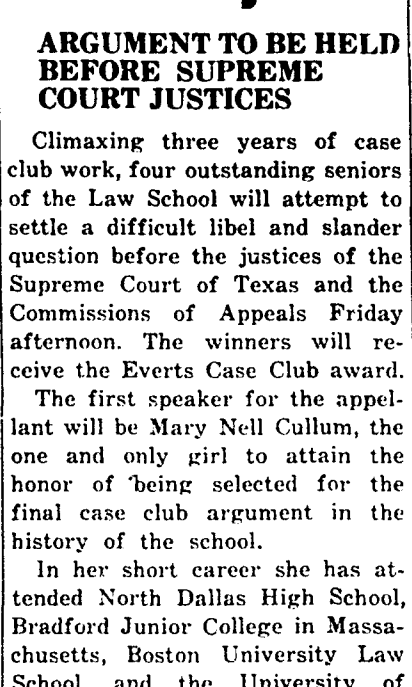 ARGUMENT TO BE HELD
BEFORE SUPREME
COURT JUSTICES
Climaxing three years of case
club work, four outstanding seniors
of the Law School will attempt to
settle a difficult libel and slander
question before the justices of the
Supreme Court of Texas and the
Commissions of Appeals Friday
afternoon. The winners will re-
ceive the Everts Case Club award.
The first speaker for the appel-
lant will be Mary Nell Cullum, the
one and only girl to attain the
honor of being selected for the
final case club argument in the
history of the school.
In her short career she has at-
tended North Dallas High School,
Bradford Junior College in Massa-
chusetts, Boston University Law
School, and the University of